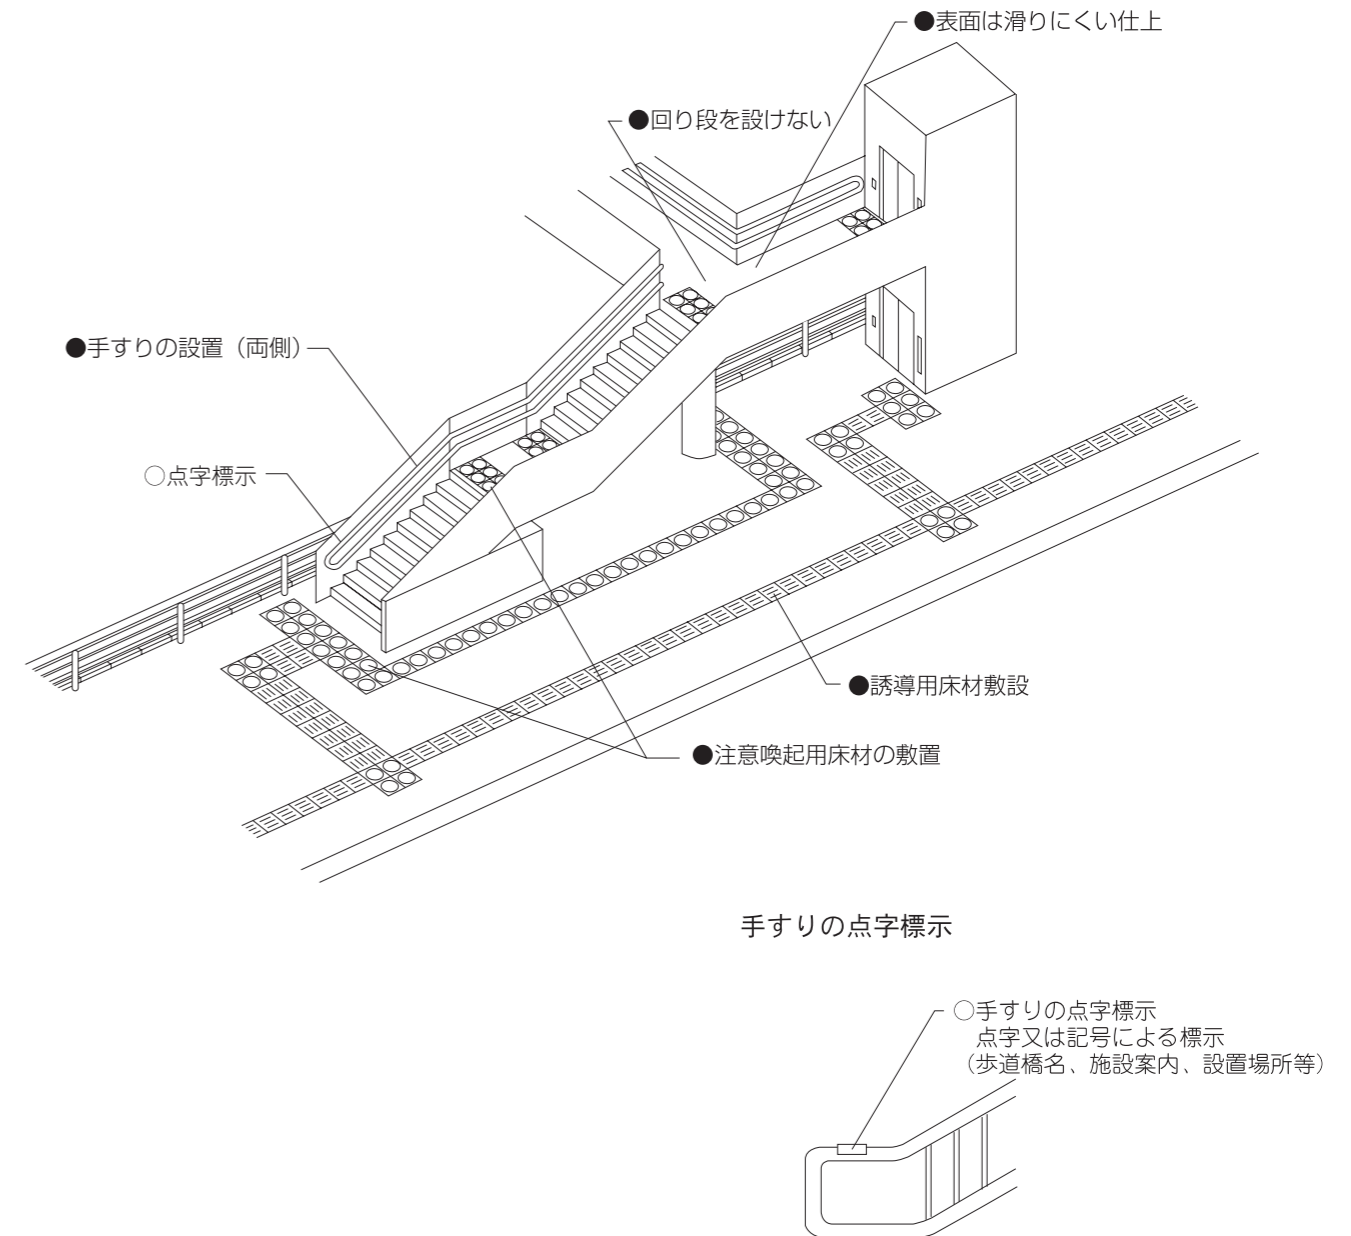 ●表面は滑りにくい仕上
●回り段を設けない
●手すりの設置（両側）
○点字標示
●誘導用床材敷設
●注意喚起用床材の敷置
手すりの点字標示
○手すりの点字標示
点字又は記号による標示
（歩道橋名、施設案内、設置場所等）